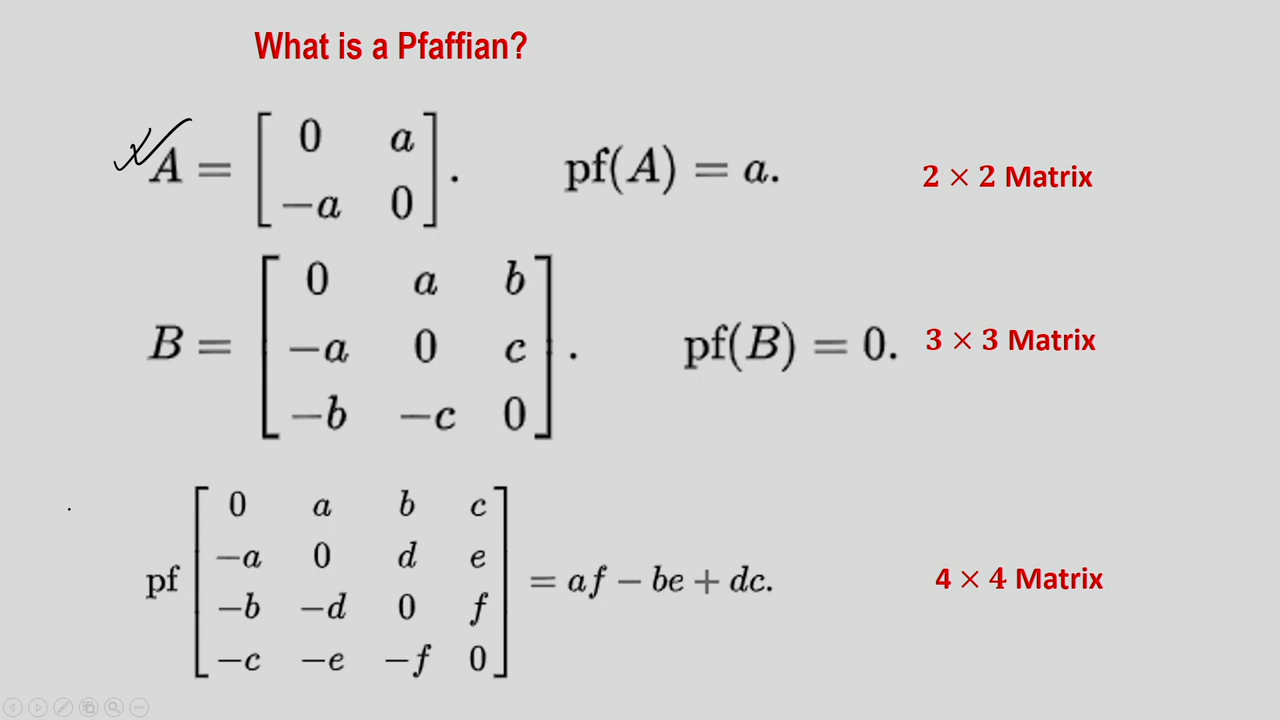 What is a Pfaffian?
A = [ 0 a
−a 0 ] . pf(A) = a. 2 × 2 Matrix
B = [ 0 a b
−a 0 c
−b −c 0 ] . pf(B) = 0. 3 × 3 Matrix
pf [ 0 a b c
−a 0 d e
−b −d 0 f
−c −e −f 0 ] = af − be + dc. 4 × 4 Matrix